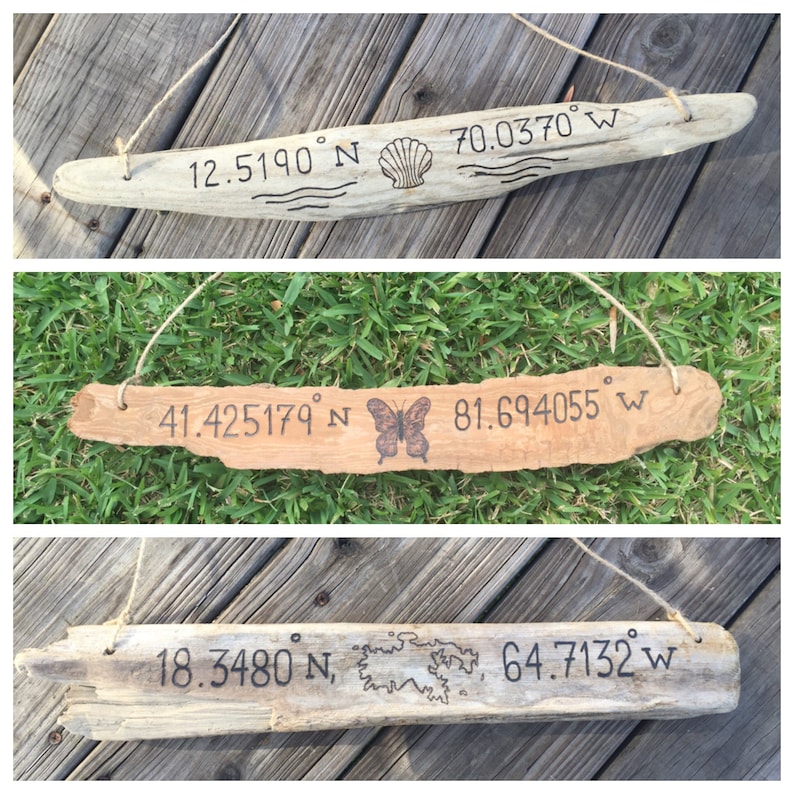 12.5190° N 70.0370° W
41.425179° N 81.694055° W
18.3480° N, 64.7132° W